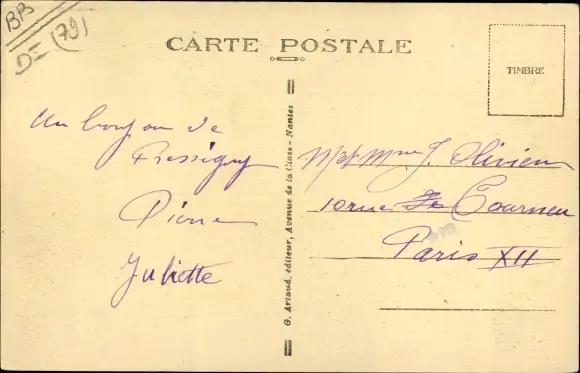 BB
DE (79)
CARTE POSTALE
TIMBRE
Un bonjour de
Pressigny
Pierre
Juliette
G. Artaud, éditeur, Avenue de la Close - Nantes
M et Mme J. Olivier
10 rue
Paris XII